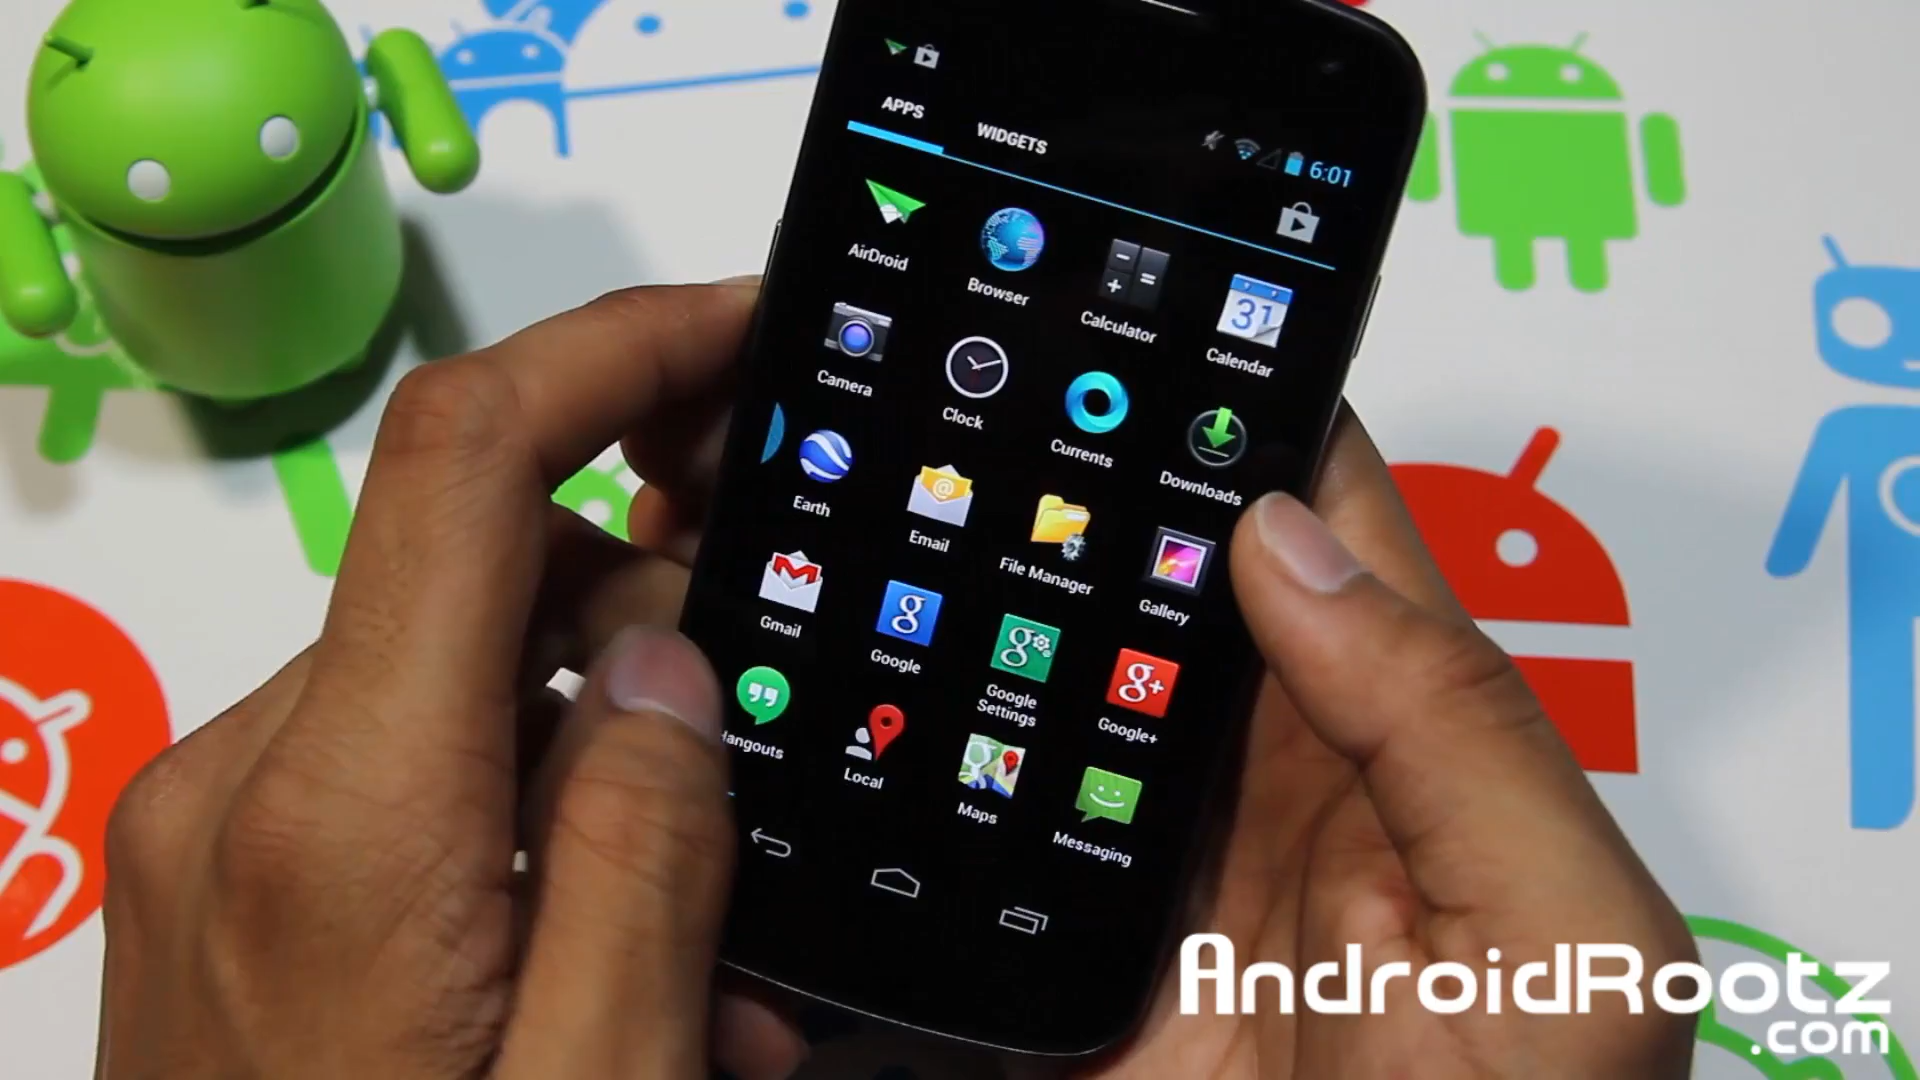 APPS WIDGETS
6:01
AirDroid Browser Calculator Calendar
31
Camera Clock Currents Downloads
Earth Email File Manager Gallery
Gmail Google Google Settings Google+
Hangouts Local Maps Messaging
AndroidRootz
.com